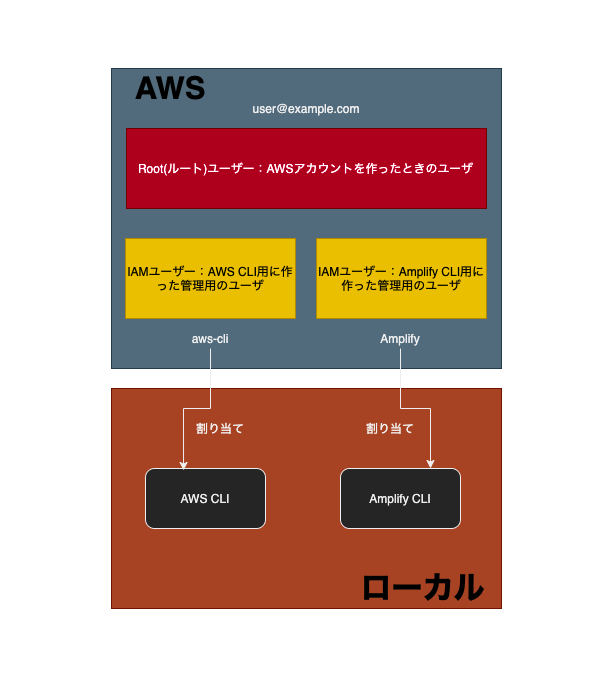 AWS
user@example.com
Root(ルート)ユーザー：AWSアカウントを作ったときのユーザ
IAMユーザー：AWS CLI用に作
った管理用のユーザ
IAMユーザー：Amplify CLI用に
作った管理用のユーザ
aws-cli
Amplify
割り当て
割り当て
AWS CLI
Amplify CLI
ローカル